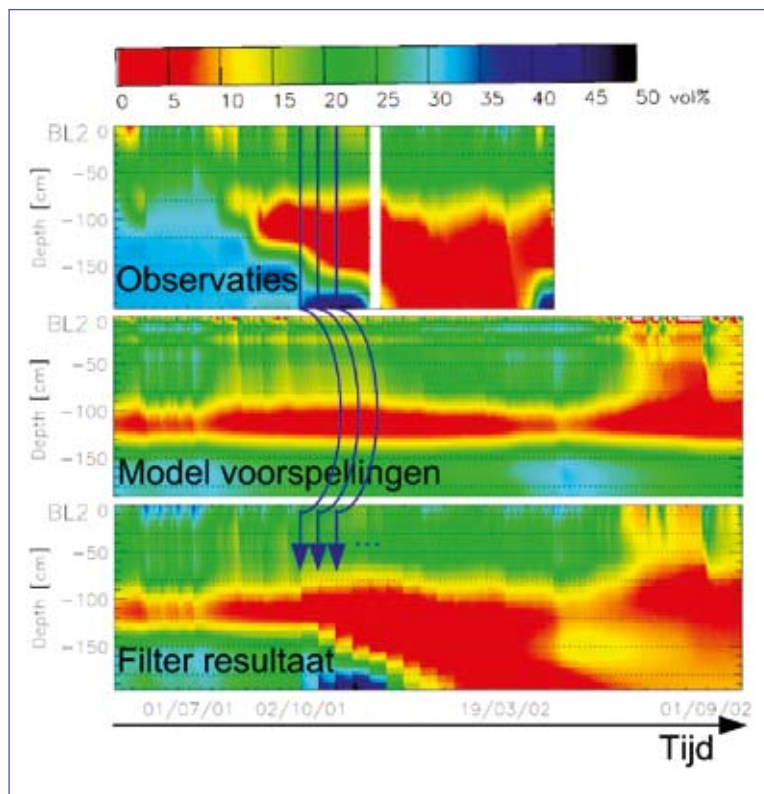 0 5 10 15 20 25 30 35 40 45 50 vol%
BL2 0
-50
-100
-150
Depth [cm]
Observaties
BL2 0
-50
-100
-150
Depth [cm]
Model voorspellingen
BL2 0
-50
...
-100
-150
Depth [cm]
Filter resultaat
01/07/01 02/10/01 19/03/02 01/09/02
Tijd